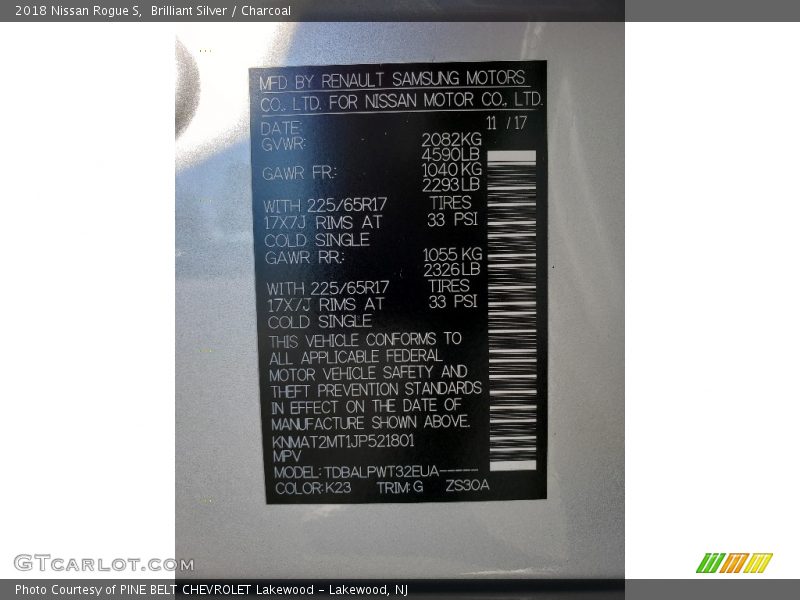 2018 Nissan Rogue S,  Brilliant Silver / Charcoal
MFD BY RENAULT SAMSUNG MOTORS
CO., LTD. FOR NISSAN MOTOR CO., LTD.
DATE: 11 /17
GVWR: 2082KG
4590LB
GAWR FR: 1040KG
2293LB
WITH 225/65R17 TIRES
17X7J RIMS AT 33 PSI
COLD SINGLE
GAWR RR: 1055KG
2326LB
WITH 225/65R17 TIRES
17X7J RIMS AT 33 PSI
COLD SINGLE
THIS VEHICLE CONFORMS TO
ALL APPLICABLE FEDERAL
MOTOR VEHICLE SAFETY AND
THEFT PREVENTION STANDARDS
IN EFFECT ON THE DATE OF
MANUFACTURE SHOWN ABOVE.
KNMAT2MT1JP521801
MPV
MODEL:TDBALPWT32EUA-----
COLOR:K23 TRIM:G ZS30A
GTcarlot.com
Photo Courtesy of PINE BELT CHEVROLET Lakewood - Lakewood, NJ